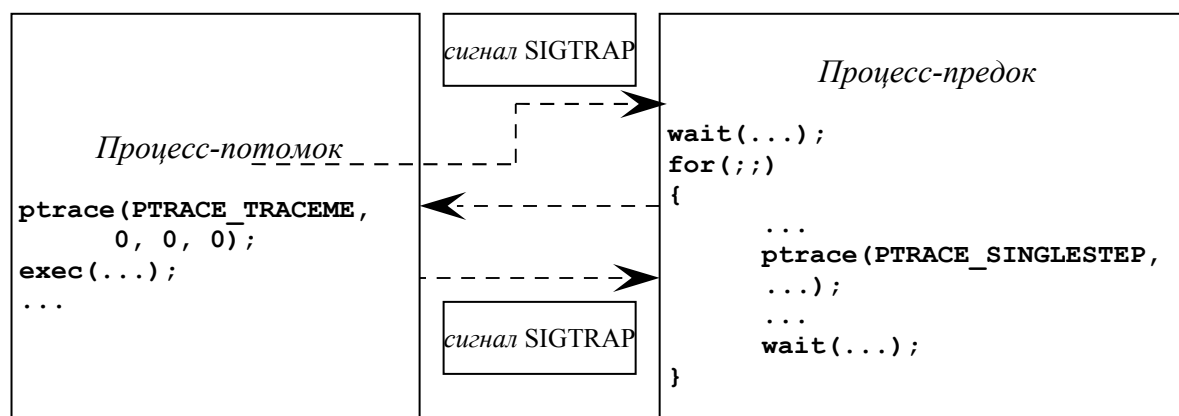 Процесс-потомок
ptrace(PTRACE_TRACEME,
0, 0, 0);
exec(...);
...
сигнал SIGTRAP
сигнал SIGTRAP
Процесс-предок
wait(...);
for(;;)
{
...
ptrace(PTRACE_SINGLESTEP,
...);
...
wait(...);
}